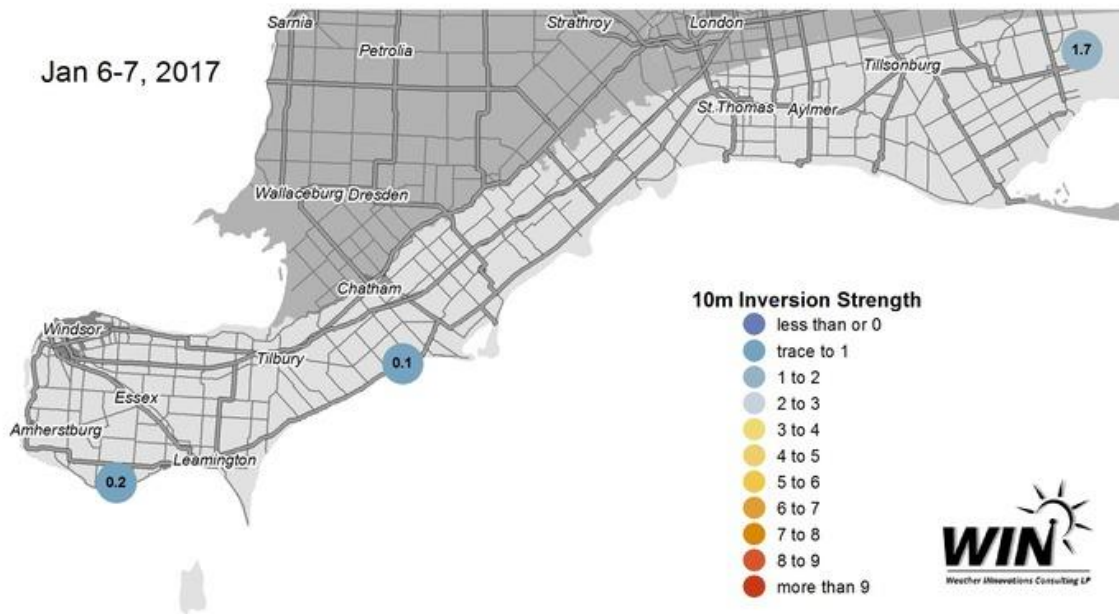 Sarnia
Strathroy
London
Jan 6-7, 2017
Petrolia
1.7
Tillsonburg
St.Thomas
Aylmer
Wallaceburg
Dresden
Chatham
10m Inversion Strength
less than or 0
trace to 1
1 to 2
2 to 3
3 to 4
4 to 5
5 to 6
6 to 7
7 to 8
8 to 9
more than 9
Windsor
Tilbury
0.1
Essex
Amherstburg
Leamington
0.2
WIN
Weather INnovations Consulting LP